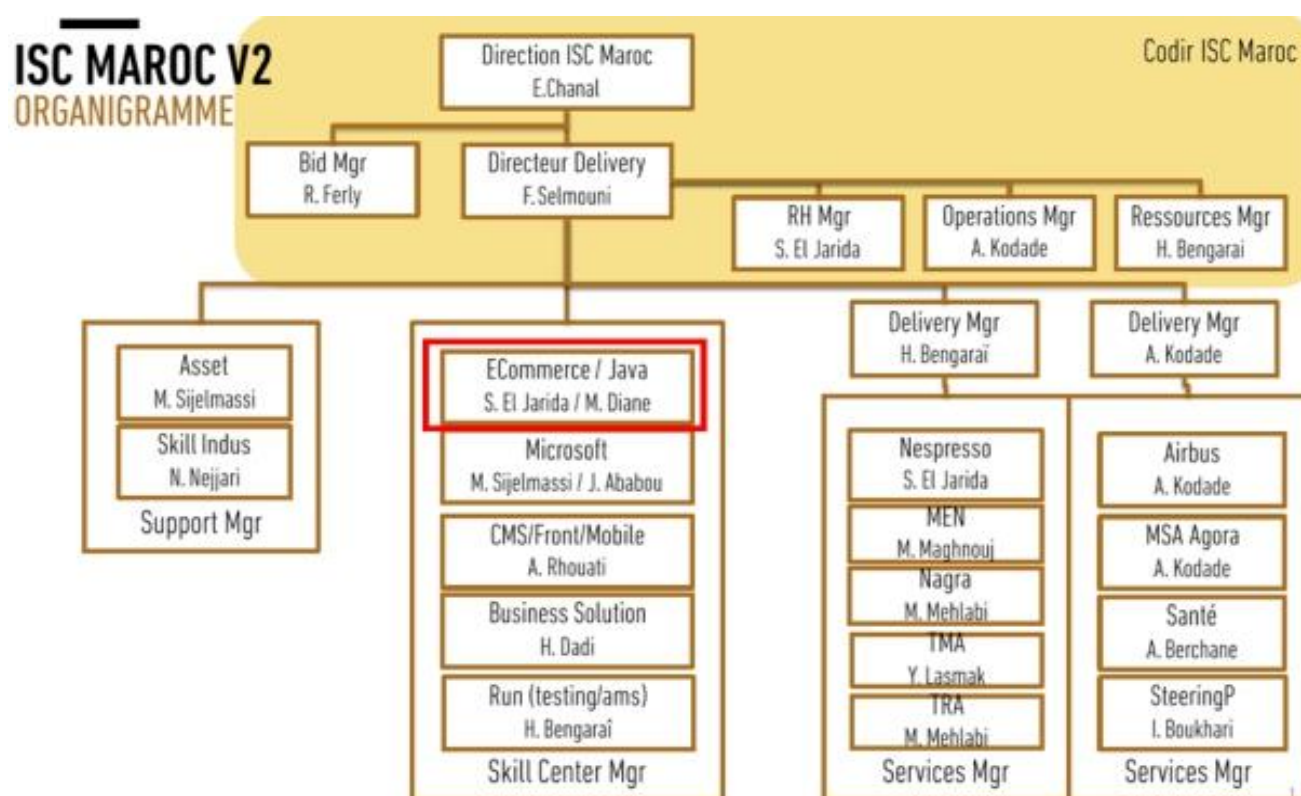 ISC MAROC V2
ORGANIGRAMME
Codir ISC Maroc
Direction ISC Maroc
E.Chanal
Bid Mgr
R. Ferly
Directeur Delivery
F. Selmouni
RH Mgr
S. El Jarida
Operations Mgr
A. Kodade
Ressources Mgr
H. Bengarai
Asset
M. Sijelmassi
Skill Indus
N. Nejjari
Support Mgr
ECommerce / Java
S. El Jarida / M. Diane
Microsoft
M. Sijelmassi / J. Ababou
CMS/Front/Mobile
A. Rhouati
Business Solution
H. Dadi
Run (testing/ams)
H. Bengaraï
Skill Center Mgr
Delivery Mgr
H. Bengaraï
Nespresso
S. El Jarida
MEN
M. Maghnouj
Nagra
M. Mehlabi
TMA
Y. Lasmak
TRA
M. Mehlabi
Services Mgr
Delivery Mgr
A. Kodade
Airbus
A. Kodade
MSA Agora
A. Kodade
Santé
A. Berchane
SteeringP
I. Boukhari
Services Mgr
1